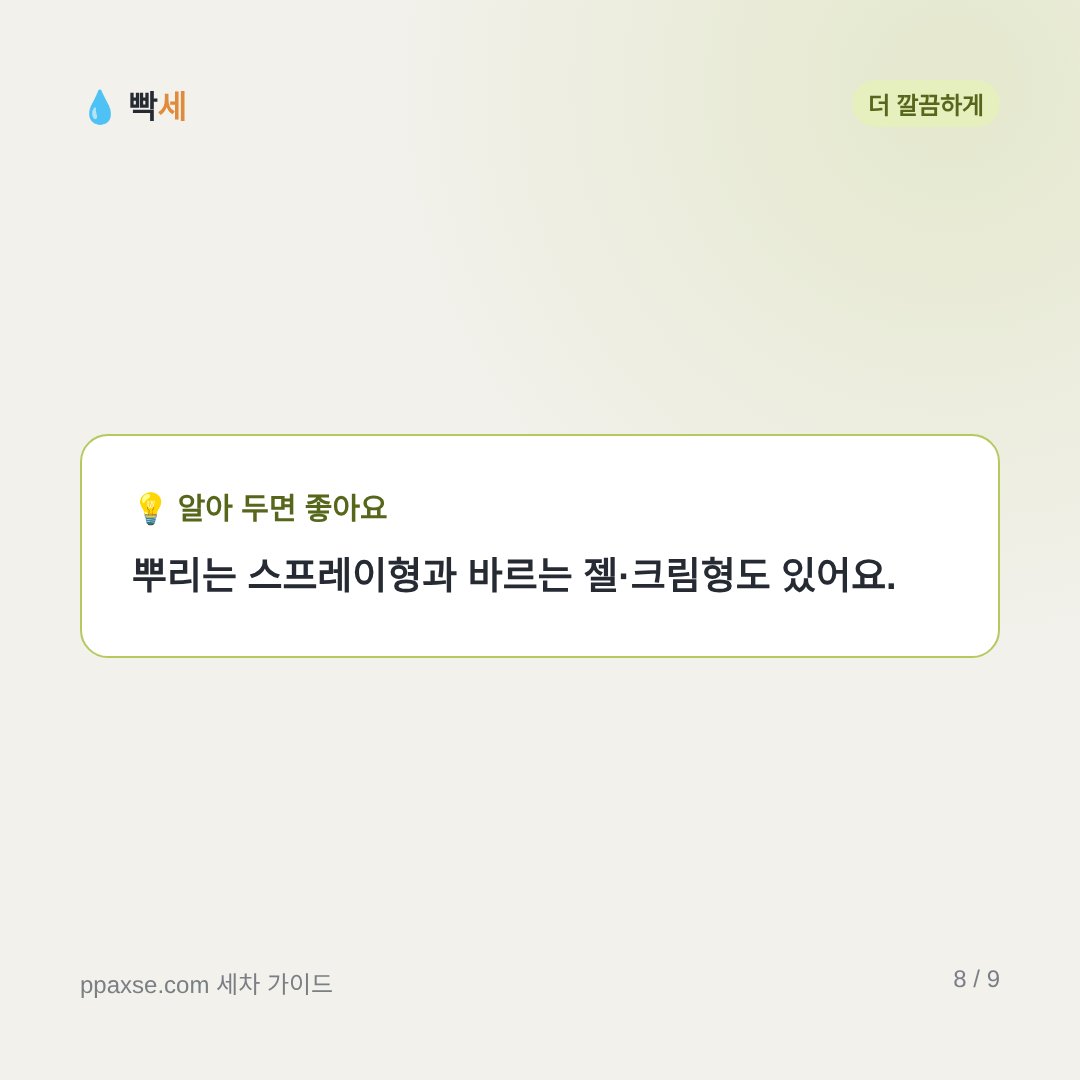 💧 빡세
더 깔끔하게
💡 알아 두면 좋아요
뿌리는 스프레이형과 바르는 젤·크림형도 있어요.
ppaxse.com 세차 가이드
8 / 9